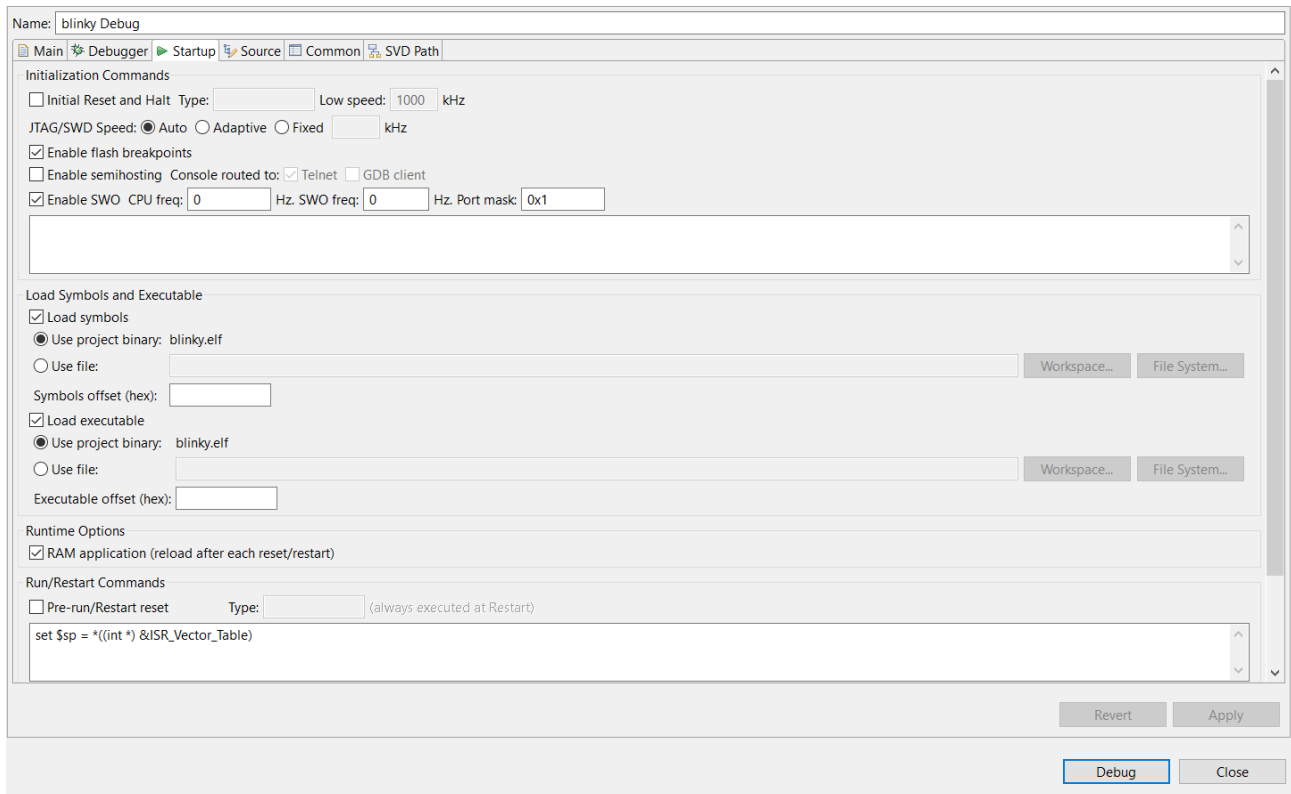 Name: blinky Debug
Main Debugger Startup Source Common SVD Path
Initialization Commands
Initial Reset and Halt Type: Low speed: 1000 kHz
JTAG/SWD Speed: Auto Adaptive Fixed kHz
Enable flash breakpoints
Enable semihosting Console routed to: Telnet GDB client
Enable SWO CPU freq: 0 Hz. SWO freq: 0 Hz. Port mask: 0x1
Load Symbols and Executable
Load symbols
Use project binary: blinky.elf
Use file: Workspace... File System...
Symbols offset (hex):
Load executable
Use project binary: blinky.elf
Use file: Workspace... File System...
Executable offset (hex):
Runtime Options
RAM application (reload after each reset/restart)
Run/Restart Commands
Pre-run/Restart reset Type: (always executed at Restart)
set $sp = *((int *) &ISR_Vector_Table)
Revert Apply
Debug Close